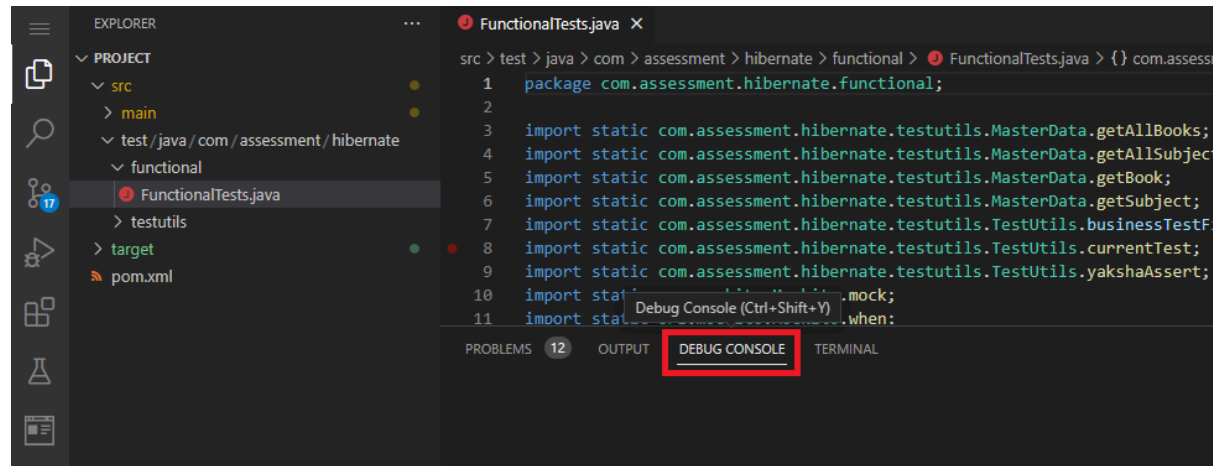 EXPLORER
PROJECT
src
main
test/java/com/assessment/hibernate
functional
FunctionalTests.java
testutils
target
pom.xml
17
FunctionalTests.java
src > test > java > com > assessment > hibernate > functional > FunctionalTests.java > {} com.assess
1 package com.assessment.hibernate.functional;
2
3 import static com.assessment.hibernate.testutils.MasterData.getAllBooks;
4 import static com.assessment.hibernate.testutils.MasterData.getAllSubjec
5 import static com.assessment.hibernate.testutils.MasterData.getBook;
6 import static com.assessment.hibernate.testutils.MasterData.getSubject;
7 import static com.assessment.hibernate.testutils.TestUtils.businessTestF
8 import static com.assessment.hibernate.testutils.TestUtils.currentTest;
9 import static com.assessment.hibernate.testutils.TestUtils.yakshaAssert;
10 import stat .mock;
Debug Console (Ctrl+Shift+Y)
11 import stat .when;
PROBLEMS 12 OUTPUT DEBUG CONSOLE TERMINAL